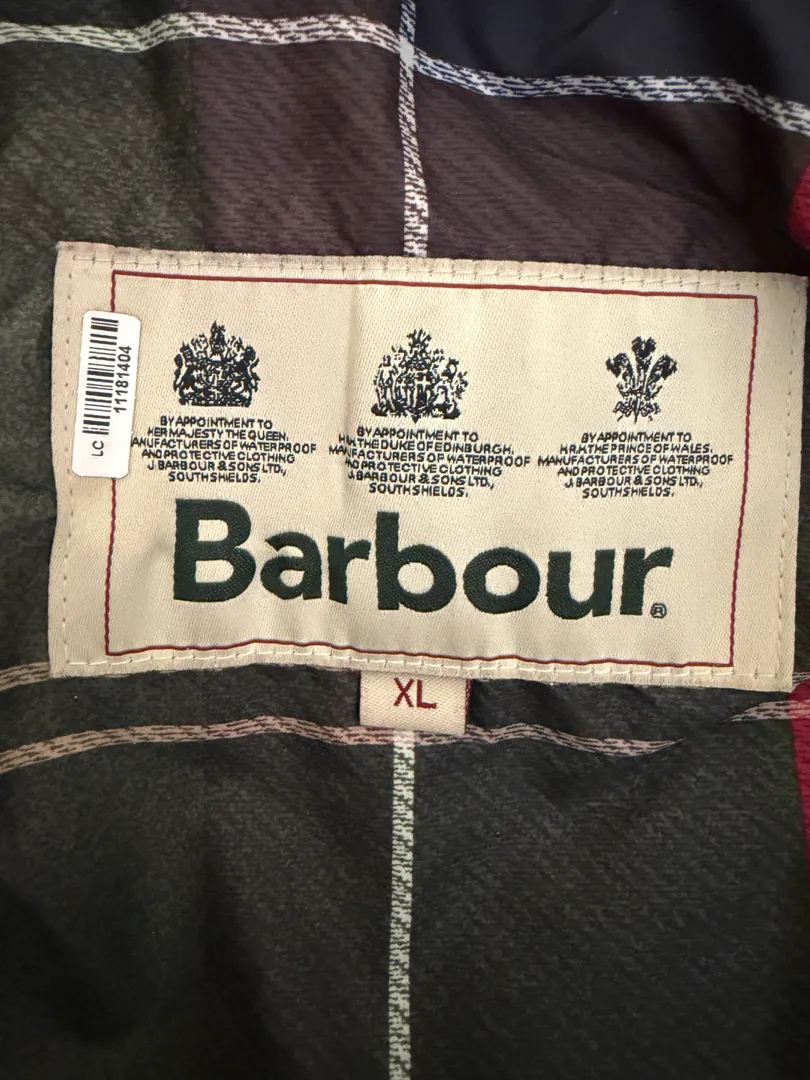 LC 11181404
BY APPOINTMENT TO
HER MAJESTY THE QUEEN,
MANUFACTURERS OF WATERPROOF
AND PROTECTIVE CLOTHING
J. BARBOUR & SONS LTD.,
SOUTH SHIELDS.
BY APPOINTMENT TO
H.R.H. THE DUKE OF EDINBURGH,
MANUFACTURERS OF WATERPROOF
AND PROTECTIVE CLOTHING
J. BARBOUR & SONS LTD.,
SOUTH SHIELDS.
BY APPOINTMENT TO
H.R.H. THE PRINCE OF WALES,
MANUFACTURERS OF WATERPROOF
AND PROTECTIVE CLOTHING
J. BARBOUR & SONS LTD.,
SOUTH SHIELDS.
Barbour®
XL